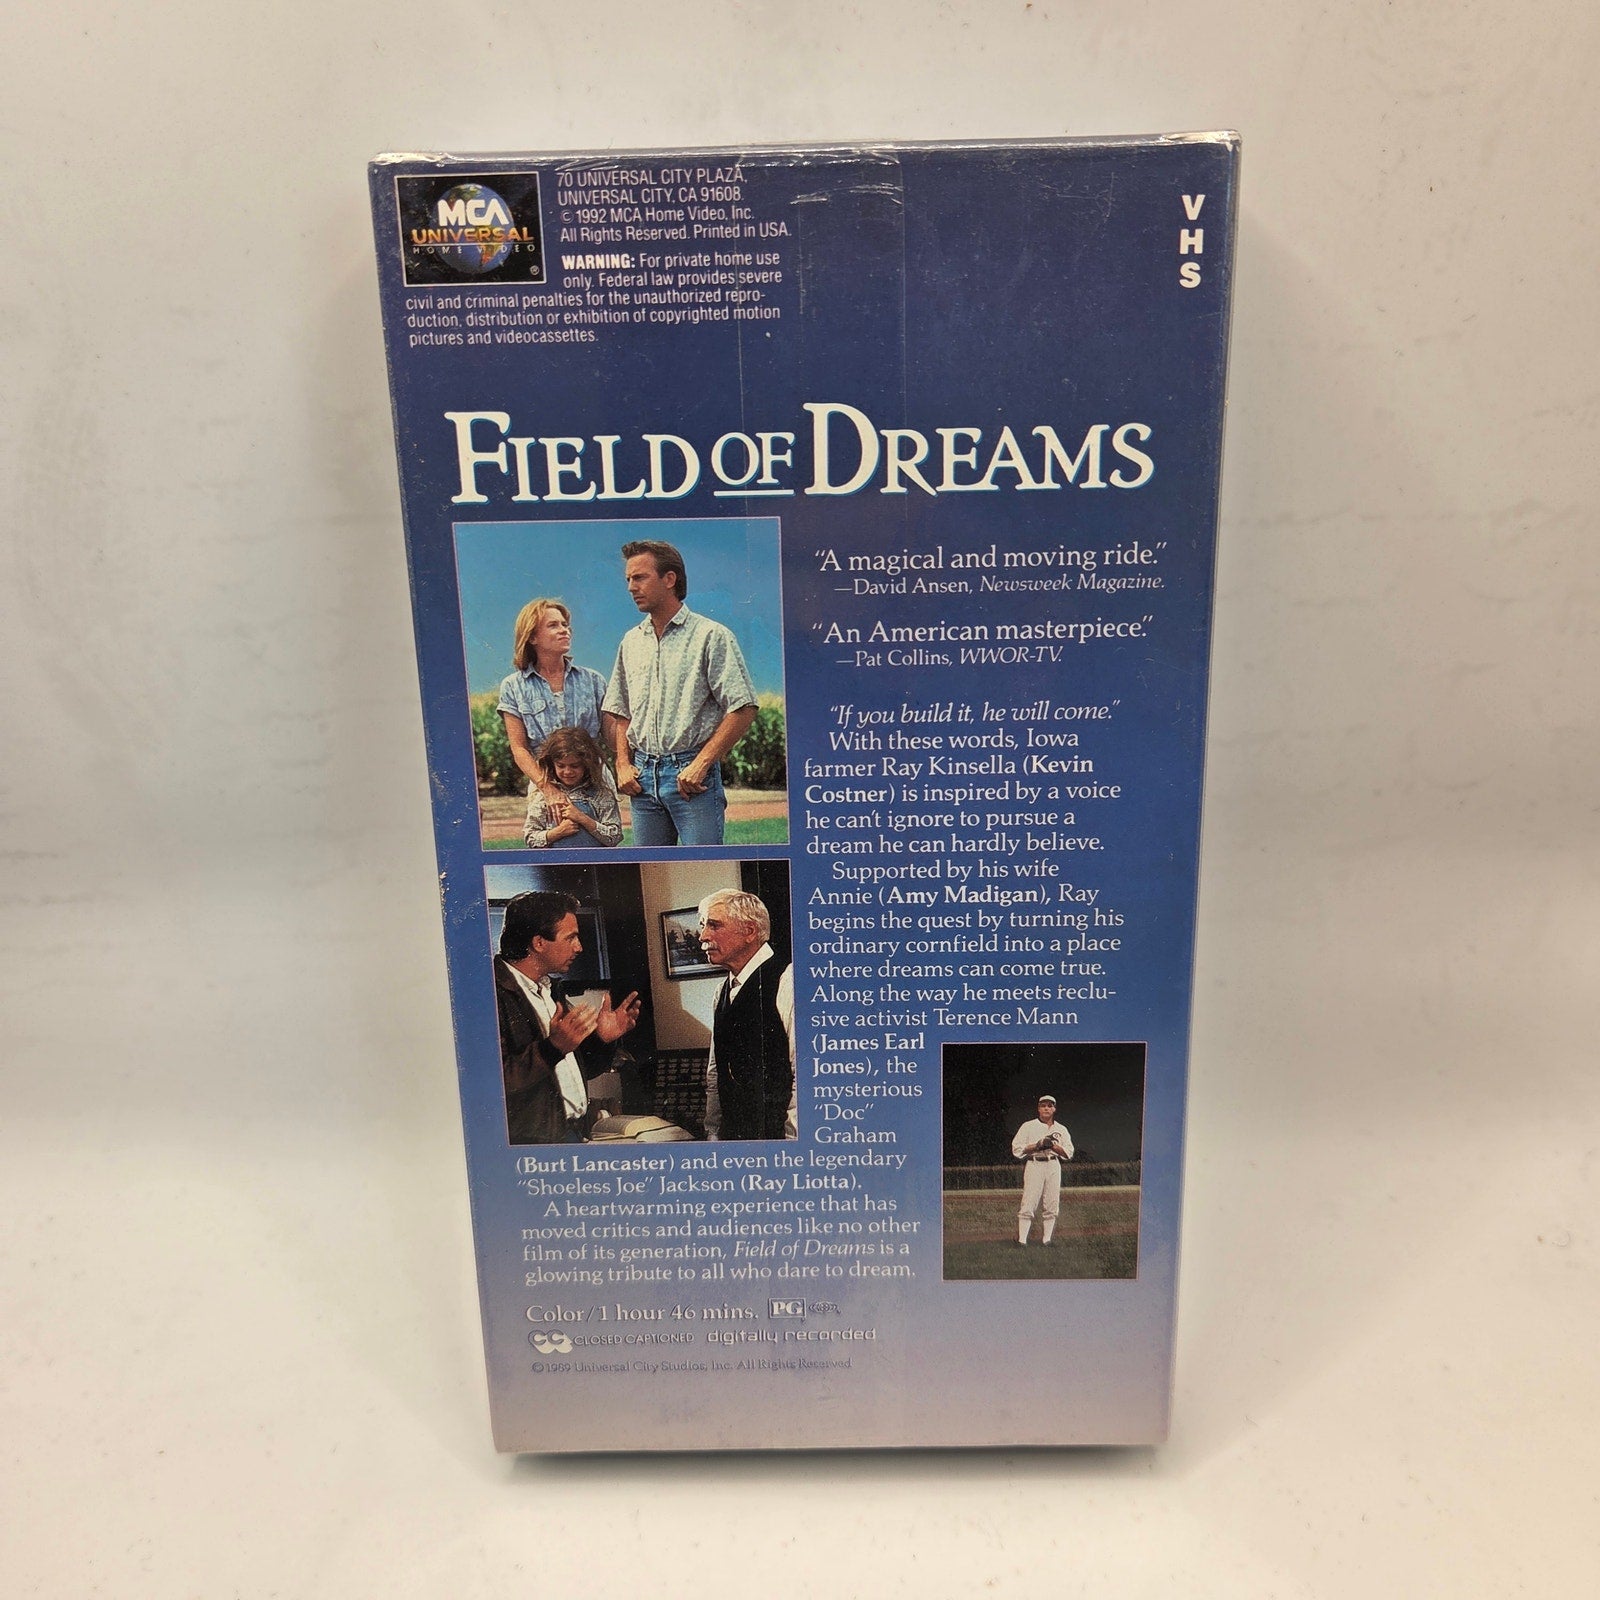 MCA
UNIVERSAL
HOME VIDEO
®
70 UNIVERSAL CITY PLAZA,
UNIVERSAL CITY, CA 91608.
© 1992 MCA Home Video, Inc.
All Rights Reserved. Printed in USA.
WARNING: For private home use
only. Federal law provides severe
civil and criminal penalties for the unauthorized repro-
duction, distribution or exhibition of copyrighted motion
pictures and videocassettes.
VHS
FIELD OF DREAMS
“A magical and moving ride.”
—David Ansen, Newsweek Magazine.
“An American masterpiece.”
—Pat Collins, WWOR-TV.
“If you build it, he will come.”
With these words, Iowa
farmer Ray Kinsella (Kevin
Costner) is inspired by a voice
he can't ignore to pursue a
dream he can hardly believe.
Supported by his wife
Annie (Amy Madigan), Ray
begins the quest by turning his
ordinary cornfield into a place
where dreams can come true.
Along the way he meets reclu-
sive activist Terence Mann
(James Earl
Jones), the
mysterious
“Doc”
Graham
(Burt Lancaster) and even the legendary
“Shoeless Joe” Jackson (Ray Liotta).
A heartwarming experience that has
moved critics and audiences like no other
film of its generation, Field of Dreams is a
glowing tribute to all who dare to dream.
Color/1 hour 46 mins. PG
CC CLOSED CAPTIONED digitally recorded
© 1989 Universal City Studios, Inc. All Rights Reserved